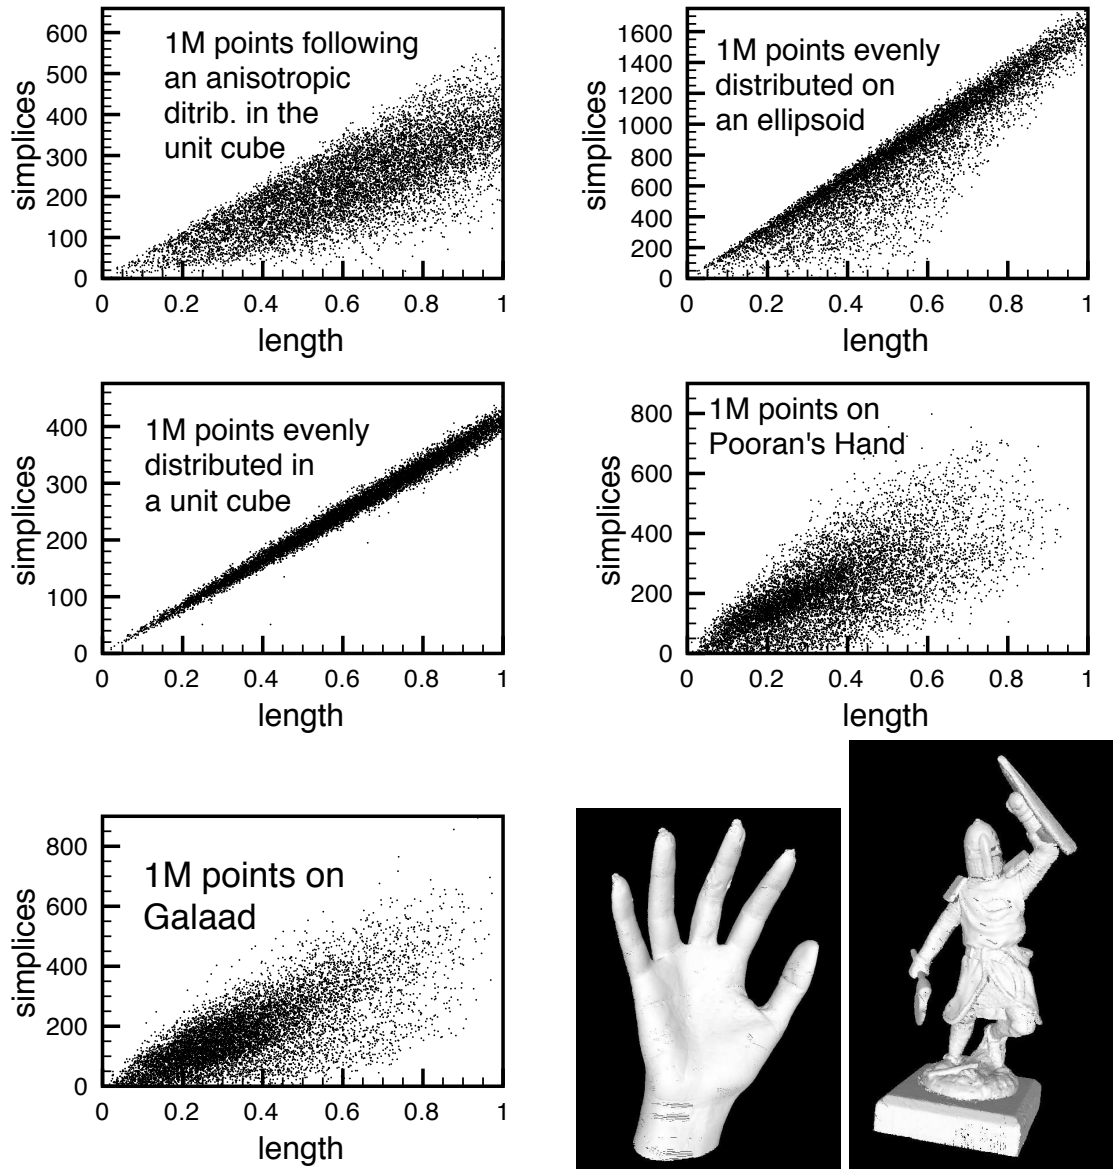 600
500
400
300
200
100
0
simplices
1M points following
an anisotropic
ditrib. in the
unit cube
0 0.2 0.4 0.6 0.8 1
length
1600
1400
1200
1000
800
600
400
200
0
simplices
1M points evenly
distributed on
an ellipsoid
0 0.2 0.4 0.6 0.8 1
length
400
300
200
100
0
simplices
1M points evenly
distributed in
a unit cube
0 0.2 0.4 0.6 0.8 1
length
800
600
400
200
0
simplices
1M points on
Pooran's Hand
0 0.2 0.4 0.6 0.8 1
length
800
600
400
200
0
simplices
1M points on
Galaad
0 0.2 0.4 0.6 0.8 1
length